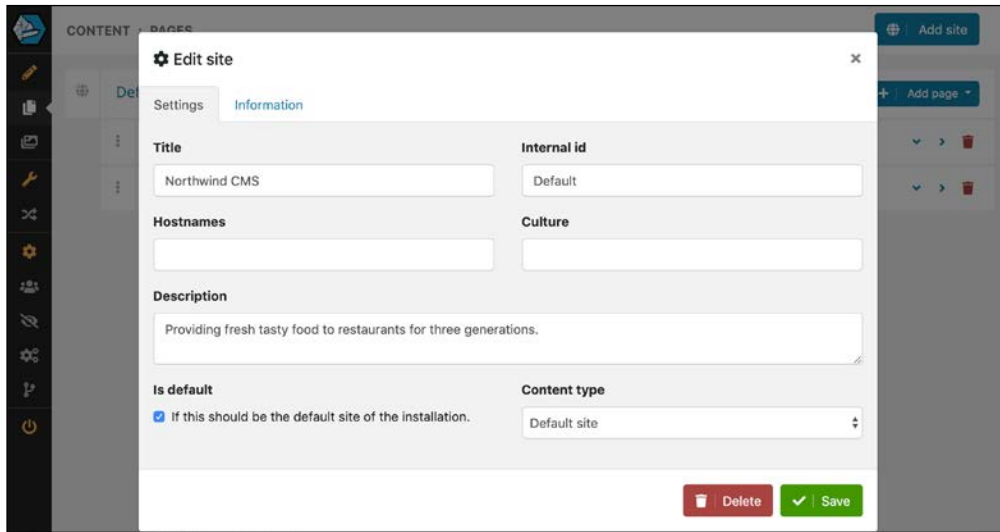 CONTENT : PAGES
Add site
Edit site
×
Def
Add page
Settings
Information
Title
Internal id
Northwind CMS
Default
Hostnames
Culture
Description
Providing fresh tasty food to restaurants for three generations.
Is default
Content type
If this should be the default site of the installation.
Default site
Delete
Save